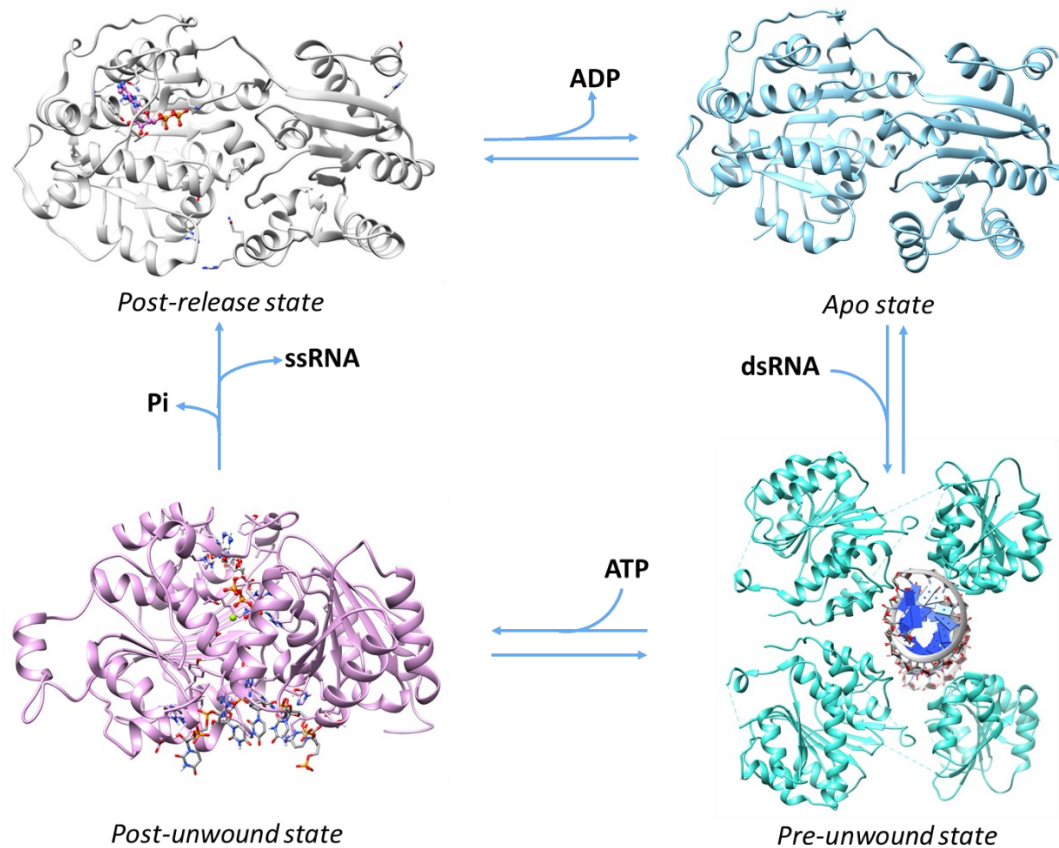 ADP
Post-release state
Apo state
ssRNA
dsRNA
Pi
ATP
Post-unwound state
Pre-unwound state